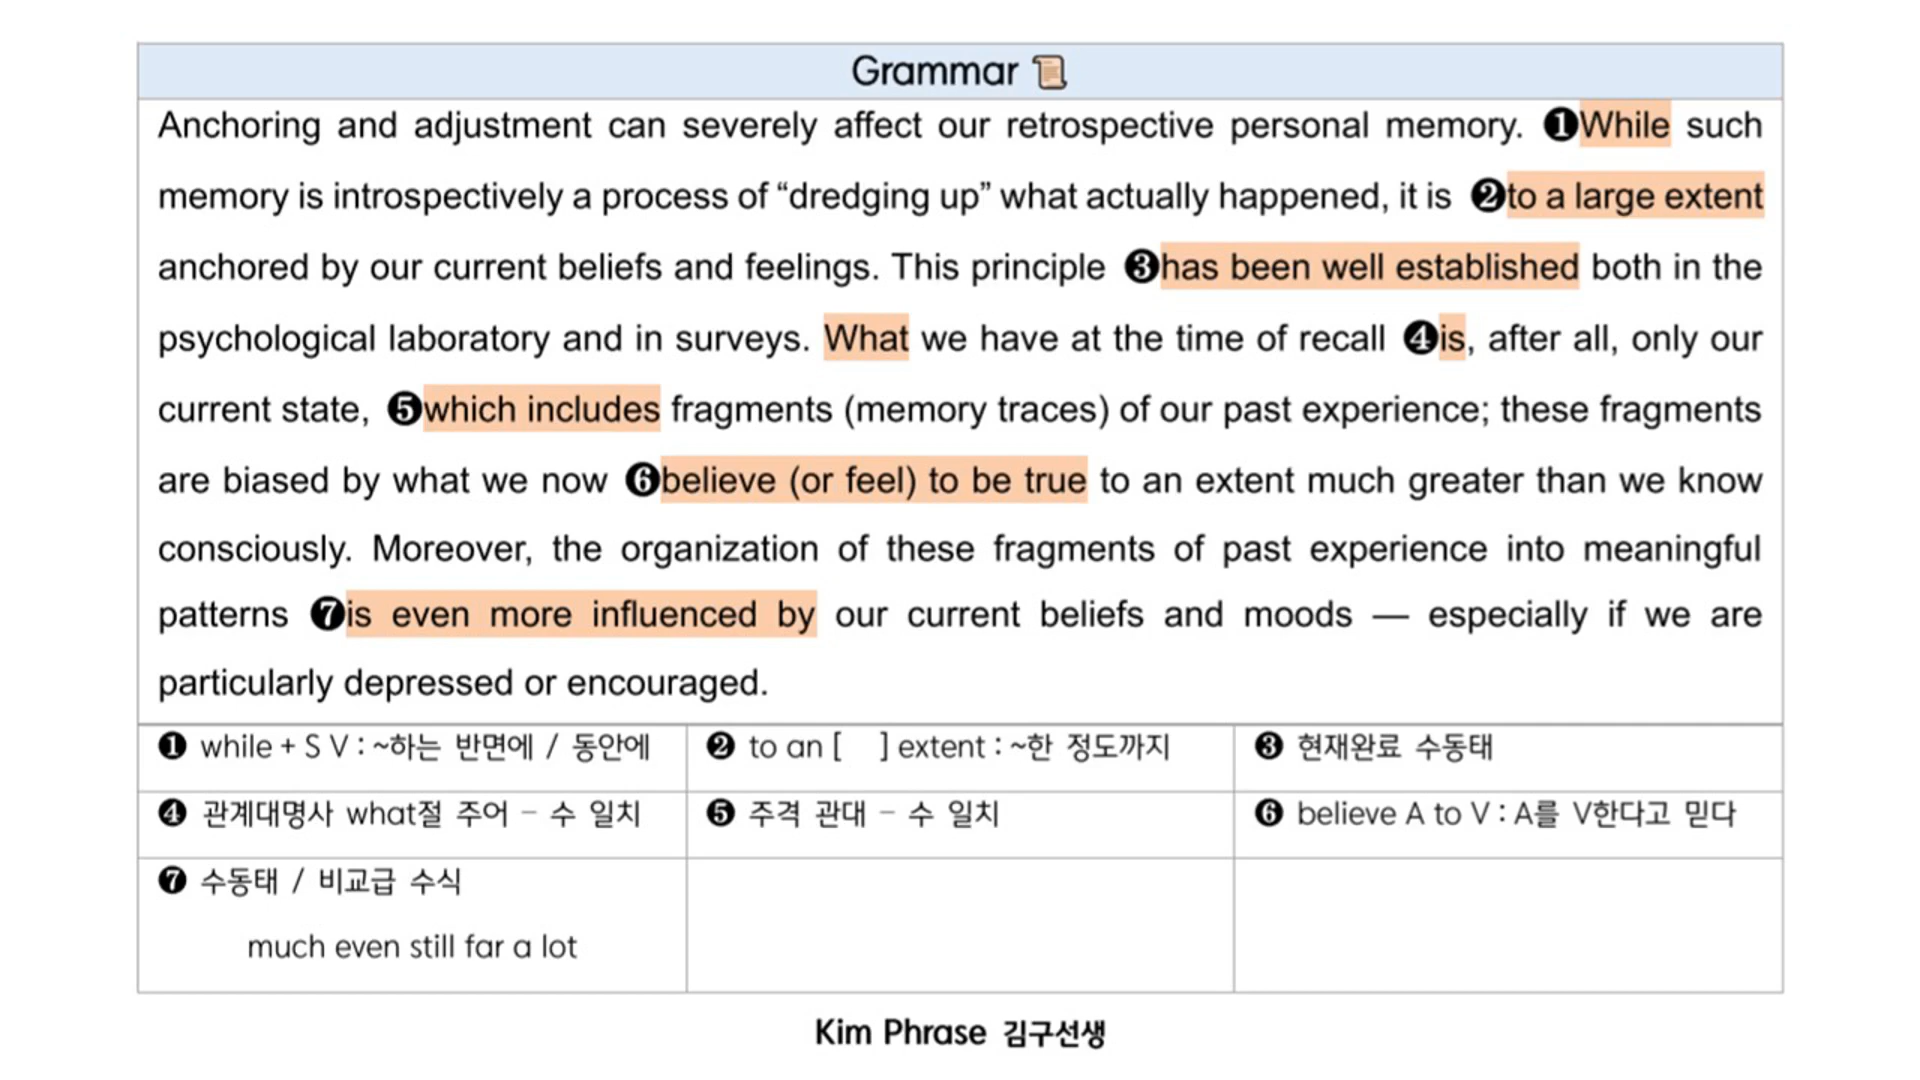 Grammar
Anchoring and adjustment can severely affect our retrospective personal memory. ❶While such
memory is introspectively a process of “dredging up” what actually happened, it is ❷to a large extent
anchored by our current beliefs and feelings. This principle ❸has been well established both in the
psychological laboratory and in surveys. What we have at the time of recall ❹is, after all, only our
current state, ❺which includes fragments (memory traces) of our past experience; these fragments
are biased by what we now ❻believe (or feel) to be true to an extent much greater than we know
consciously. Moreover, the organization of these fragments of past experience into meaningful
patterns ❼is even more influenced by our current beliefs and moods — especially if we are
particularly depressed or encouraged.
❶ while + S V : ~하는 반면에 / 동안에
❷ to an [ ] extent : ~한 정도까지
❸ 현재완료 수동태
❹ 관계대명사 what절 주어 – 수 일치
❺ 주격 관대 – 수 일치
❻ believe A to V : A를 V한다고 믿다
❼ 수동태 / 비교급 수식
much even still far a lot
Kim Phrase 김구선생